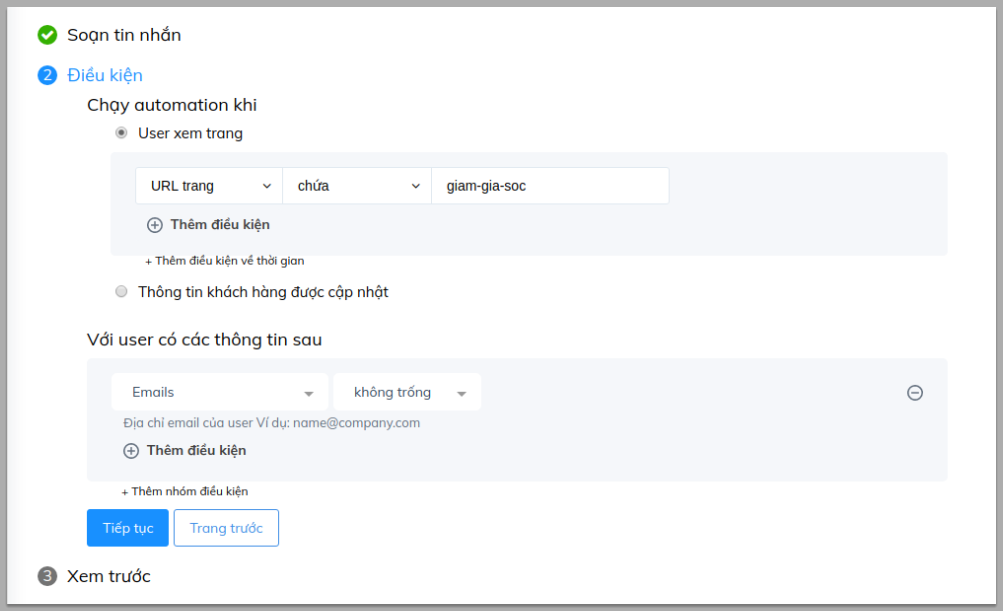 Soạn tin nhắn
2 Điều kiện
Chạy automation khi
User xem trang
URL trang chứa giam-gia-soc
Thêm điều kiện
+ Thêm điều kiện về thời gian
Thông tin khách hàng được cập nhật
Với user có các thông tin sau
Emails không trống
Địa chỉ email của user Ví dụ: name@company.com
Thêm điều kiện
+ Thêm nhóm điều kiện
Tiếp tục Trang trước
3 Xem trước